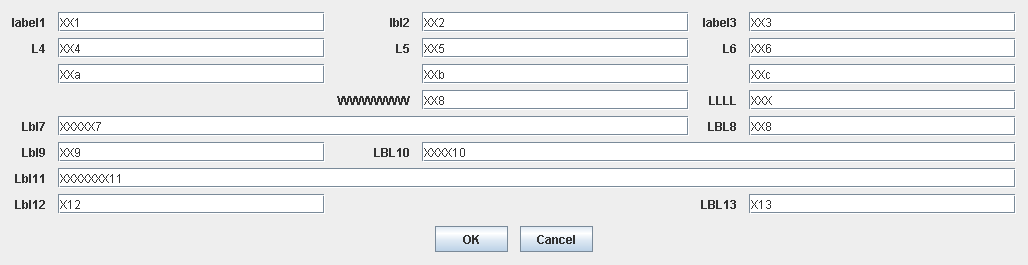 label1 XX1 lbl2 XX2 label3 XX3
L4 XX4 L5 XX5 L6 XX6
XXa XXb XXc
WWWWWW XX8 LLLL XXX
Lbl7 XXXXX7 LBL8 XX8
Lbl9 XX9 LBL10 XXXX10
Lbl11 XXXXXXX11
Lbl12 X12 LBL13 X13
OK Cancel